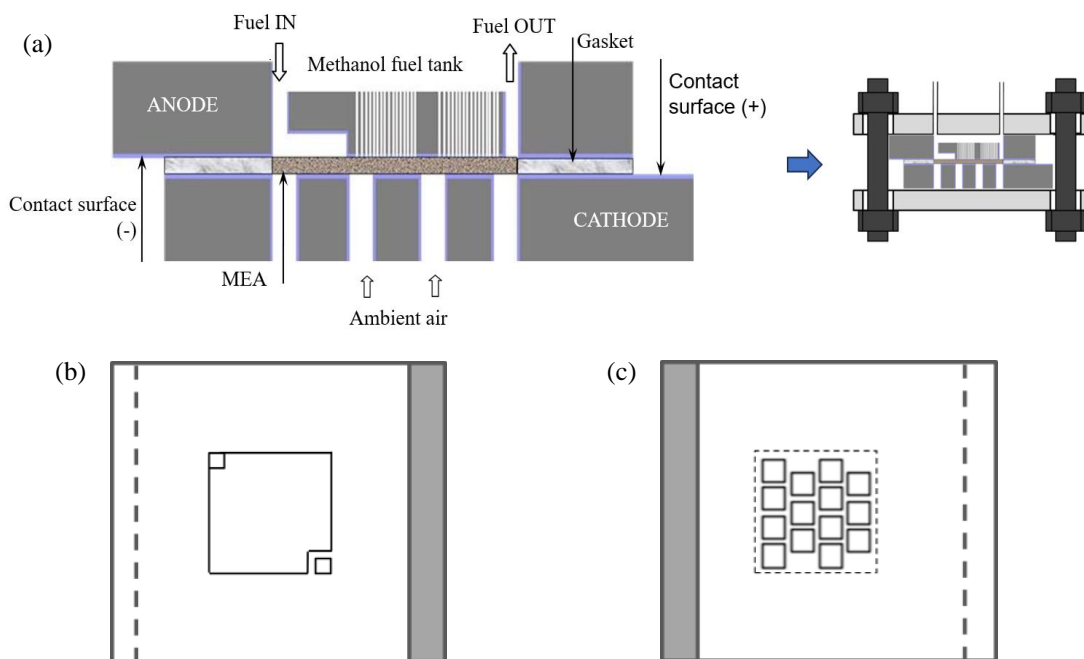 (a)
Fuel IN
Fuel OUT
Gasket
Methanol fuel tank
Contact
surface (+)
ANODE
Contact surface
(-)
CATHODE
MEA
Ambient air
(b)
(c)